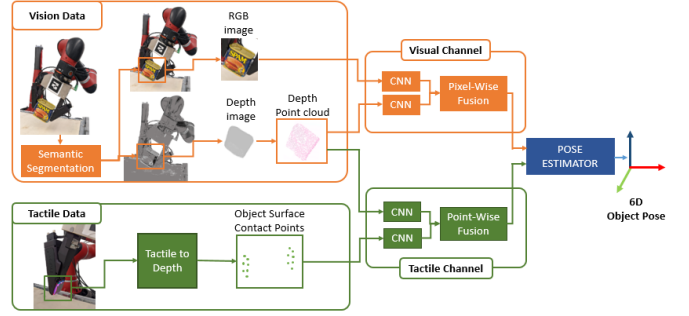 Vision Data
RGB
image
Visual Channel
CNN
CNN
Pixel-Wise
Fusion
Depth
image
Depth
Point cloud
Semantic
Segmentation
POSE
ESTIMATOR
6D
Object Pose
Tactile Data
Object Surface
Contact Points
Tactile to
Depth
CNN
CNN
Point-Wise
Fusion
Tactile Channel
SPAM